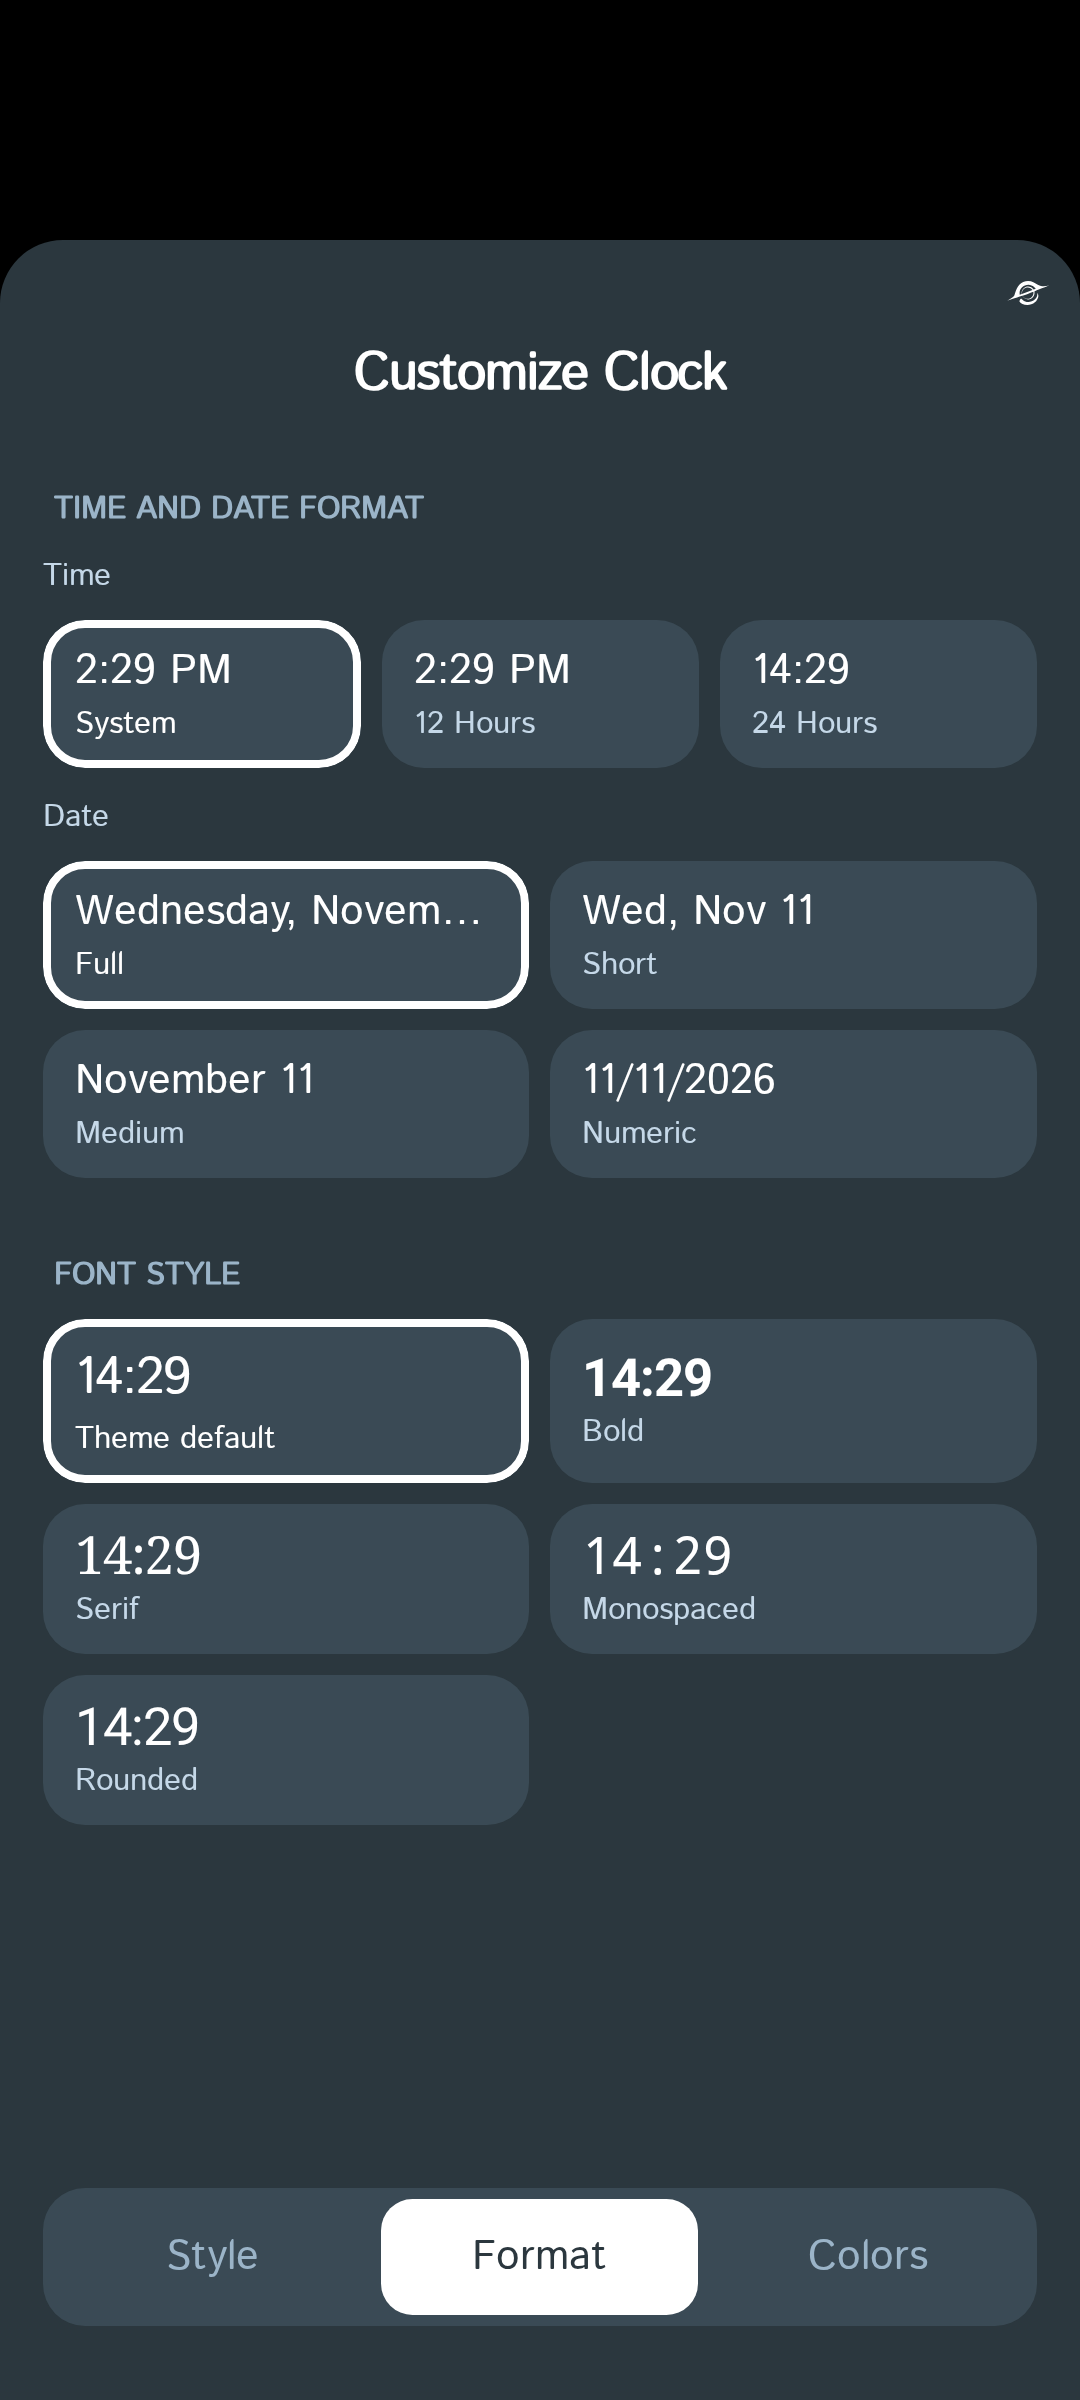 Customize Clock
TIME AND DATE FORMAT
Time
2:29 PM
System
2:29 PM
12 Hours
14:29
24 Hours
Date
Wednesday, Novem...
Full
Wed, Nov 11
Short
November 11
Medium
11/11/2026
Numeric
FONT STYLE
14:29
Theme default
14:29
Bold
14:29
Serif
14:29
Monospaced
14:29
Rounded
Style
Format
Colors